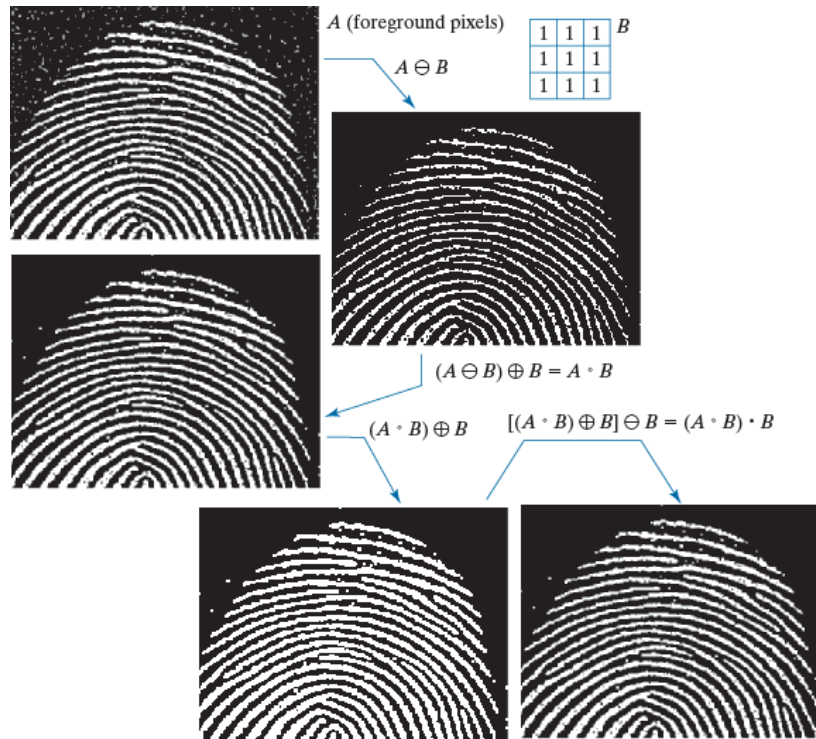 A (foreground pixels)
1 1 1 B
1 1 1
1 1 1
A ⊖ B
(A ⊖ B) ⊕ B = A ∘ B
(A ∘ B) ⊕ B
[(A ∘ B) ⊕ B] ⊖ B = (A ∘ B) • B